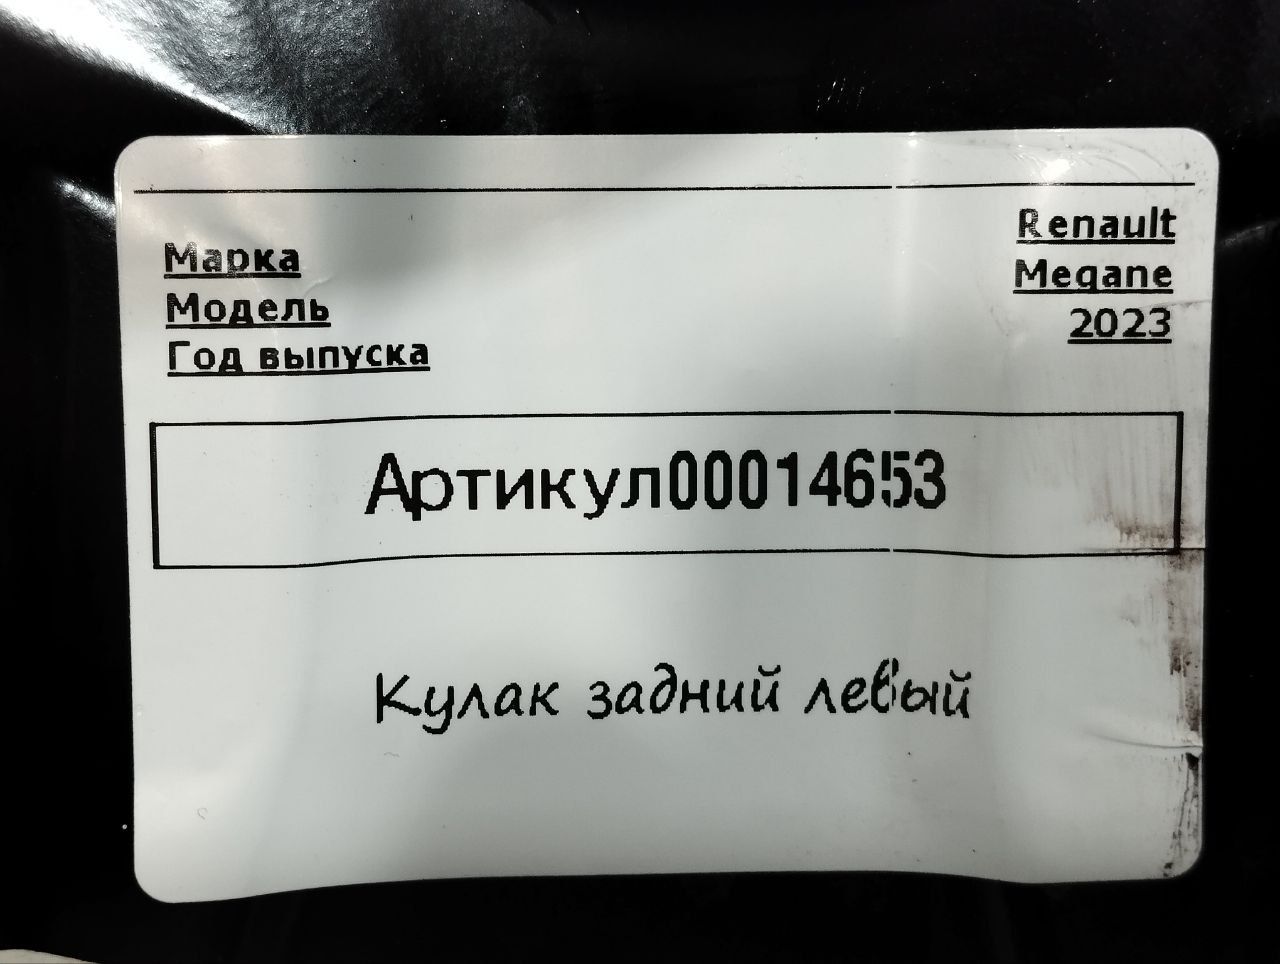 Марка Renault
Модель Megane
Год выпуска 2023
Артикул00014653
Кулак задний левый